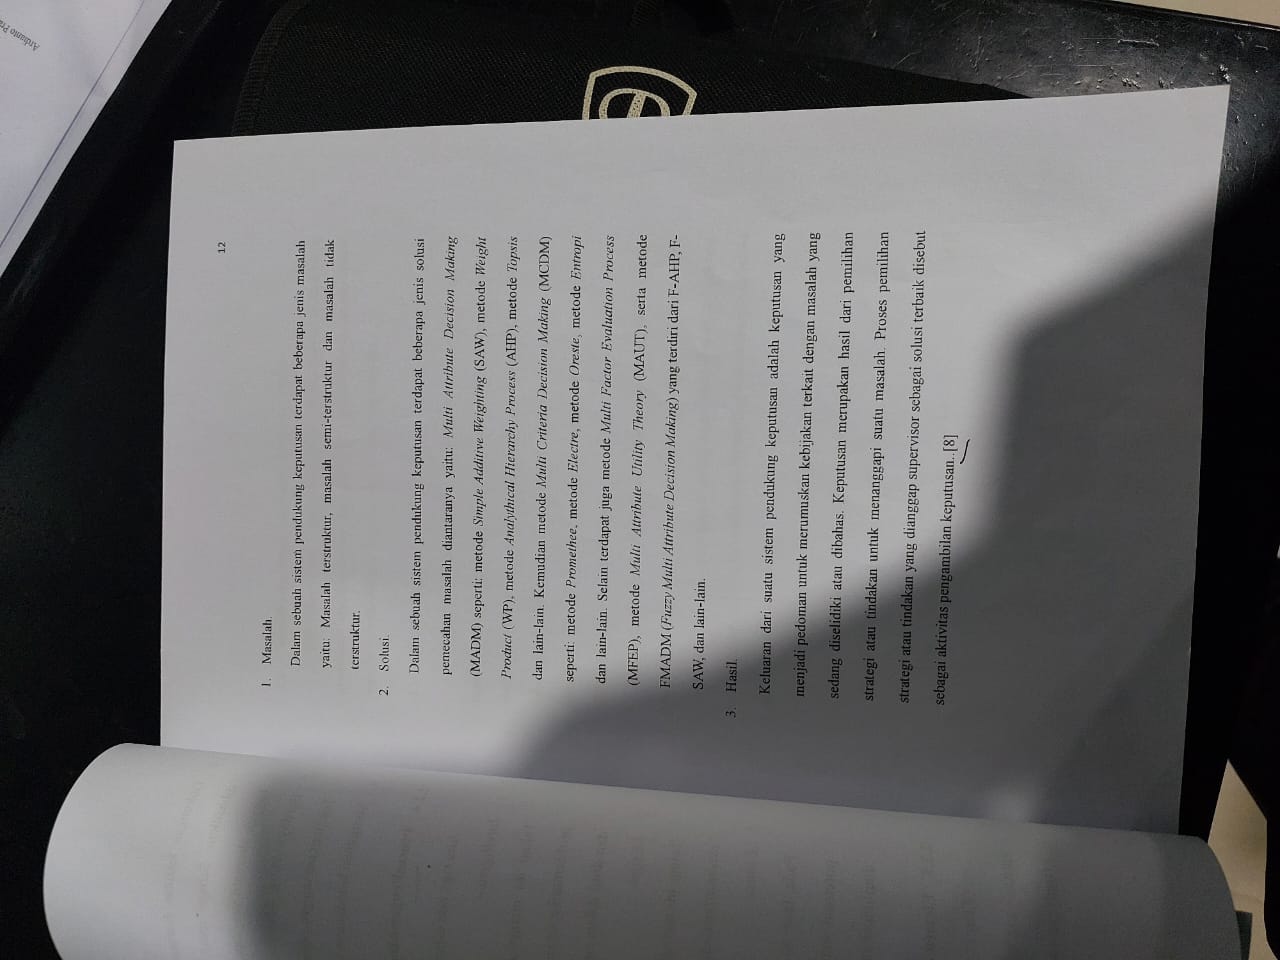 Ardianto Pra
12
1. Masalah.
Dalam sebuah sistem pendukung keputusan terdapat beberapa jenis masalah
yaitu: Masalah terstruktur, masalah semi-terstruktur dan masalah tidak
terstruktur.
2. Solusi.
Dalam sebuah sistem pendukung keputusan terdapat beberapa jenis solusi
pemecahan masalah diantaranya yaitu: Multi Attribute Decision Making
(MADM) seperti: metode Simple Additive Weighting (SAW), metode Weight
Product (WP), metode Analythical Hierarchy Process (AHP), metode Topsis
dan lain-lain. Kemudian metode Multi Criteria Decision Making (MCDM)
seperti: metode Promethee, metode Electre, metode Oreste, metode Entropi
dan lain-lain. Selain terdapat juga metode Multi Factor Evaluation Process
(MFEP), metode Multi Attribute Utility Theory (MAUT), serta metode
FMADM (Fuzzy Multi Attribute Decision Making) yang terdiri dari F-AHP, F-
SAW, dan lain-lain.
3. Hasil.
Keluaran dari suatu sistem pendukung keputusan adalah keputusan yang
menjadi pedoman untuk merumuskan kebijakan terkait dengan masalah yang
sedang diselidiki atau dibahas. Keputusan merupakan hasil dari pemilihan
strategi atau tindakan untuk menanggapi suatu masalah. Proses pemilihan
strategi atau tindakan yang dianggap supervisor sebagai solusi terbaik disebut
sebagai aktivitas pengambilan keputusan..[8]